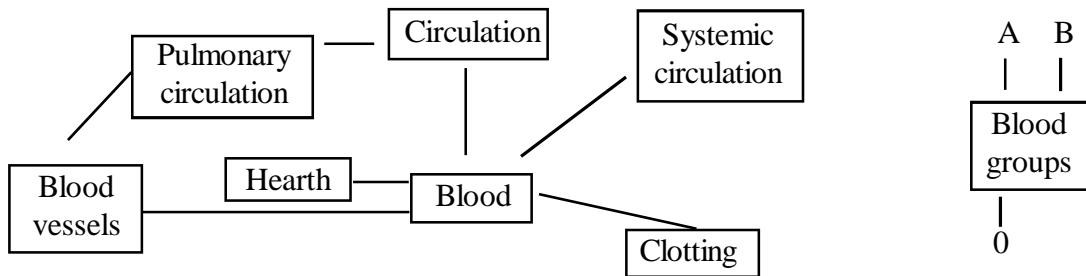 Circulation
Pulmonary
circulation
Systemic
circulation
A B
Blood
groups
0
Blood
vessels
Hearth
Blood
Clotting